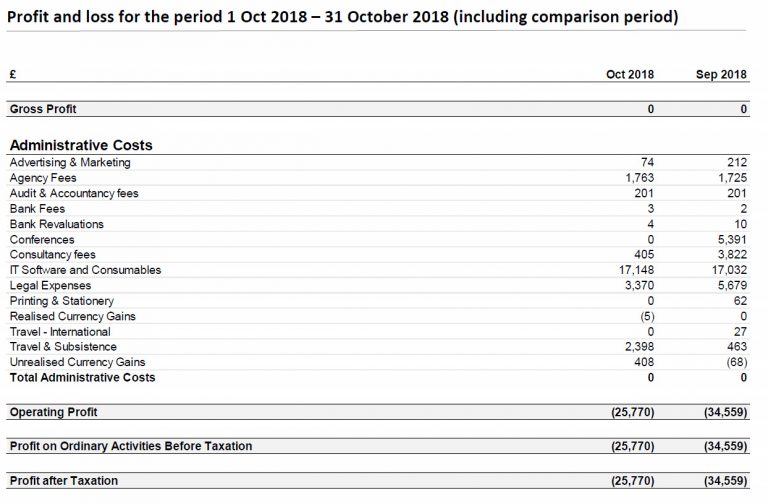 Profit and loss for the period 1 Oct 2018 – 31 October 2018 (including comparison period)
£ Oct 2018 Sep 2018
Gross Profit 0 0
Administrative Costs
Advertising & Marketing 74 212
Agency Fees 1,763 1,725
Audit & Accountancy fees 201 201
Bank Fees 3 2
Bank Revaluations 4 10
Conferences 0 5,391
Consultancy fees 405 3,822
IT Software and Consumables 17,148 17,032
Legal Expenses 3,370 5,679
Printing & Stationery 0 62
Realised Currency Gains (5) 0
Travel - International 0 27
Travel & Subsistence 2,398 463
Unrealised Currency Gains 408 (68)
Total Administrative Costs 0 0
Operating Profit (25,770) (34,559)
Profit on Ordinary Activities Before Taxation (25,770) (34,559)
Profit after Taxation (25,770) (34,559)